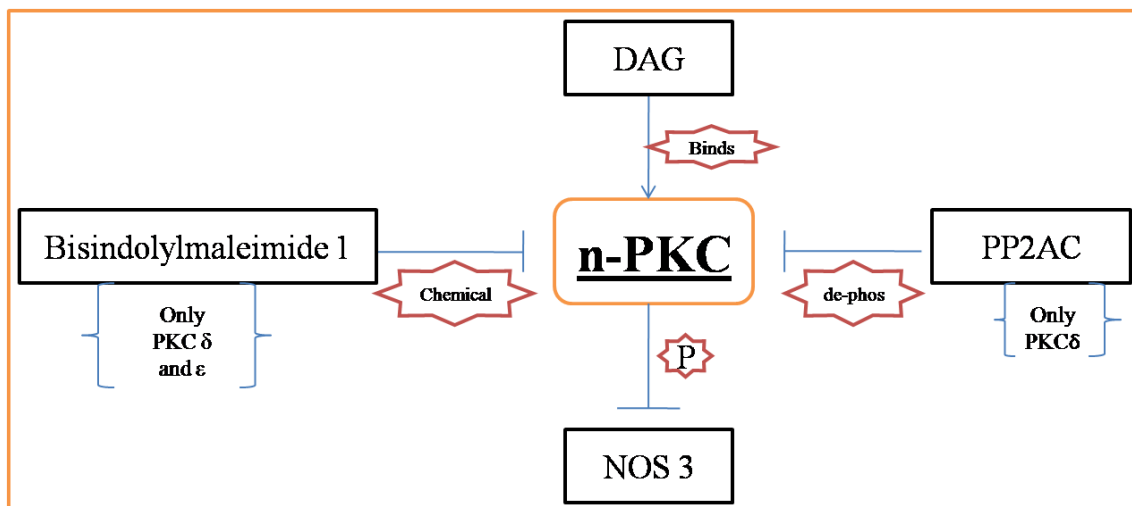 DAG
Binds
Bisindolylmaleimide 1
n-PKC
PP2AC
Chemical
de-phos
Only
PKC δ
and ε
Only
PKCδ
P
NOS 3